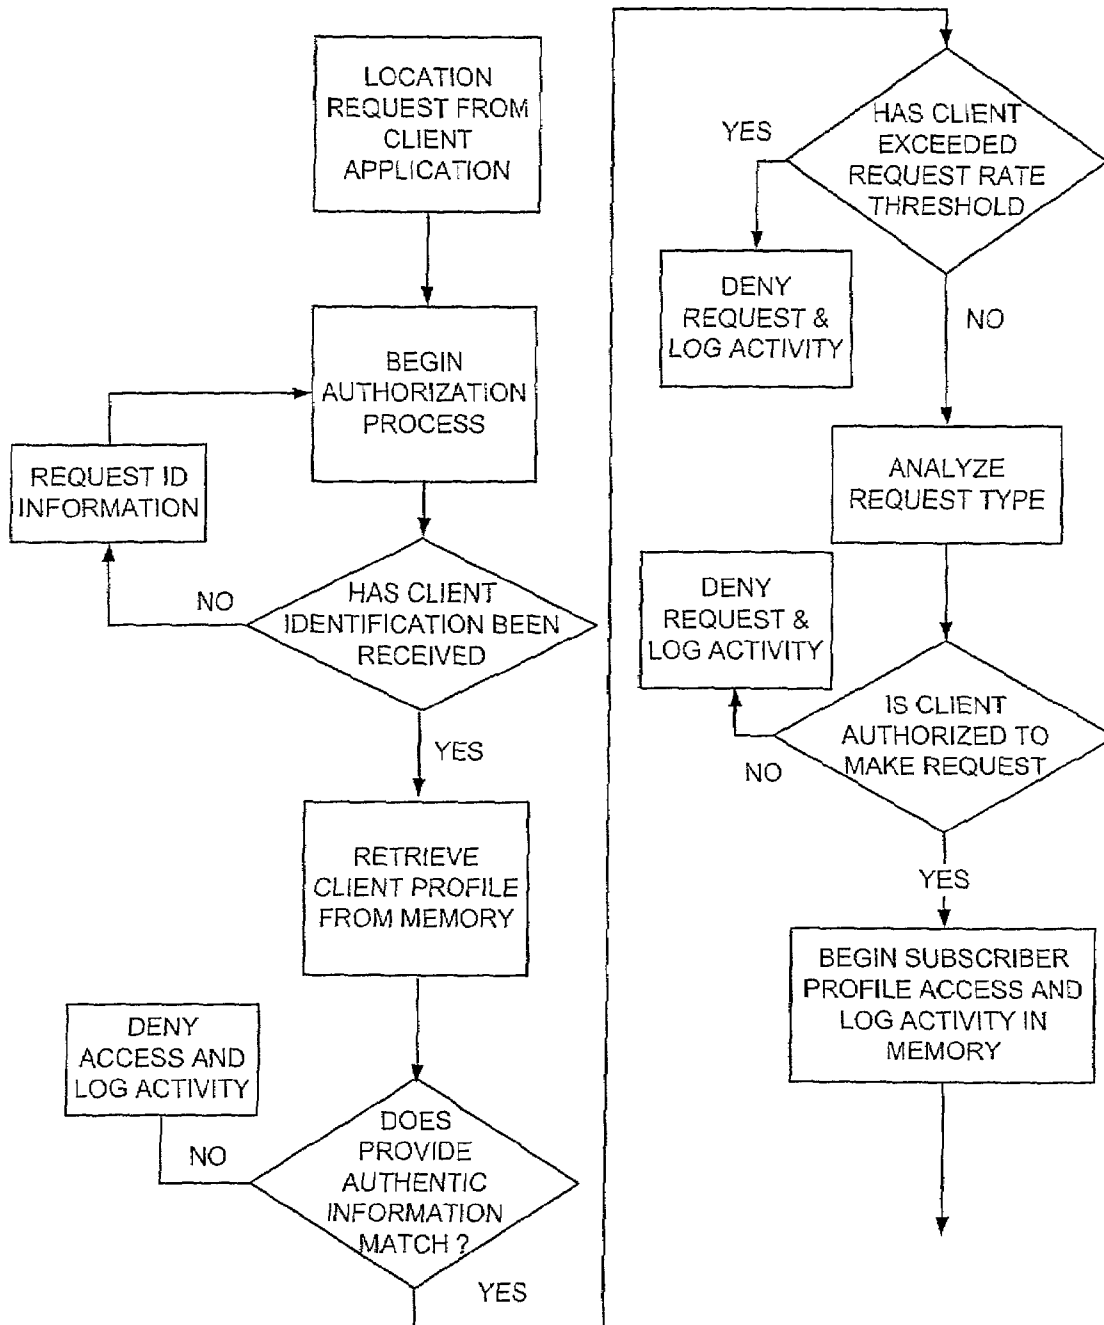 LOCATION
REQUEST FROM
CLIENT
APPLICATION
BEGIN
AUTHORIZATION
PROCESS
REQUEST ID
INFORMATION
NO
HAS CLIENT
IDENTIFICATION BEEN
RECEIVED
YES
RETRIEVE
CLIENT PROFILE
FROM MEMORY
DENY
ACCESS AND
LOG ACTIVITY
NO
DOES
PROVIDE
AUTHENTIC
INFORMATION
MATCH ?
YES
HAS CLIENT
EXCEEDED
REQUEST RATE
THRESHOLD
YES
DENY
REQUEST &
LOG ACTIVITY
NO
ANALYZE
REQUEST TYPE
DENY
REQUEST &
LOG ACTIVITY
IS CLIENT
AUTHORIZED TO
MAKE REQUEST
NO
YES
BEGIN SUBSCRIBER
PROFILE ACCESS AND
LOG ACTIVITY IN
MEMORY